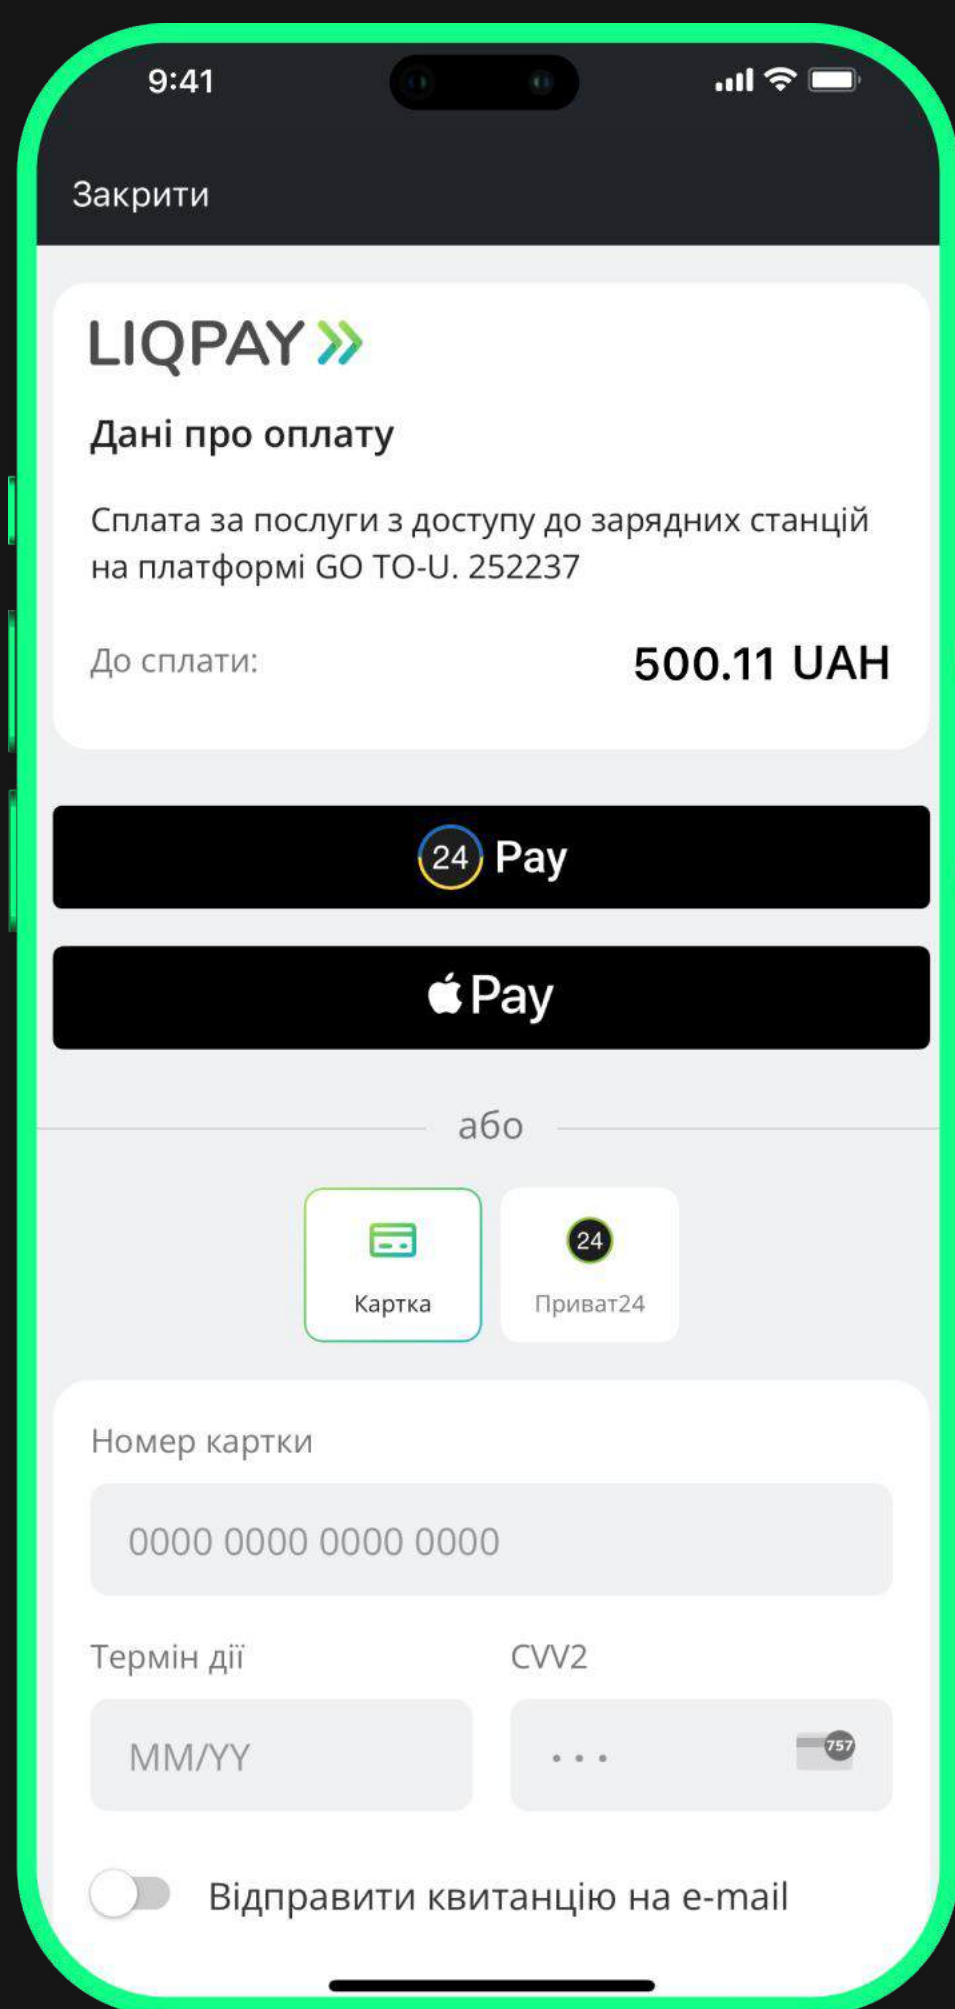 9:41
Закрити
LIQPAY
Дані про оплату
Сплата за послуги з доступу до зарядних станцій
на платформі GO TO-U. 252237
До сплати: 500.11 UAH
24 Pay
Pay
або
24
Картка Приват24
Номер картки
0000 0000 0000 0000
Термін дії CVV2
MM/YY 757
Відправити квитанцію на e-mail